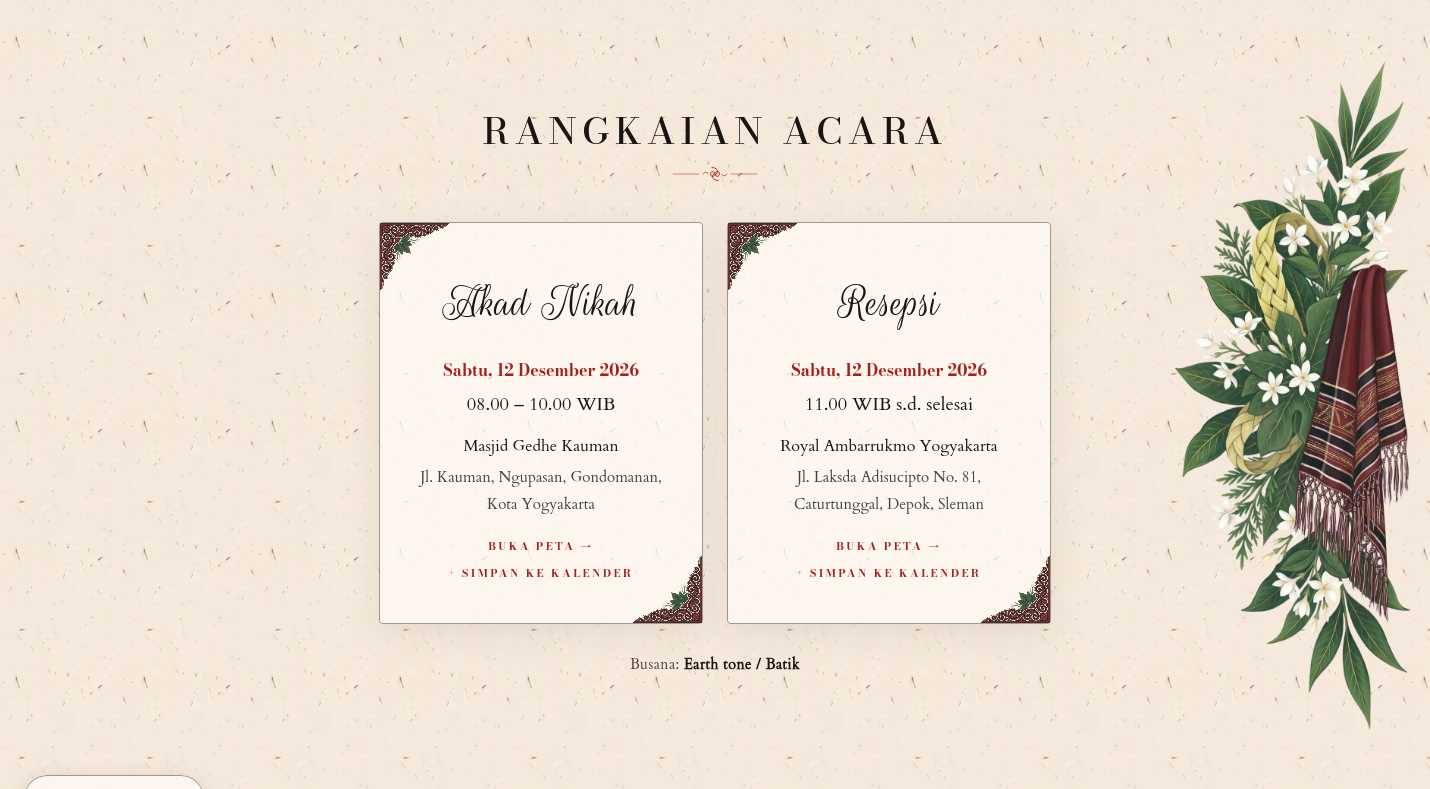 RANGKAIAN ACARA
Akad Nikah
Sabtu, 12 Desember 2026
08.00 – 10.00 WIB
Masjid Gedhe Kauman
Jl. Kauman, Ngupasan, Gondomanan,
Kota Yogyakarta
BUKA PETA →
+ SIMPAN KE KALENDER
Resepsi
Sabtu, 12 Desember 2026
11.00 WIB s.d. selesai
Royal Ambarrukmo Yogyakarta
Jl. Laksda Adisucipto No. 81,
Caturtunggal, Depok, Sleman
BUKA PETA →
+ SIMPAN KE KALENDER
Busana: Earth tone / Batik